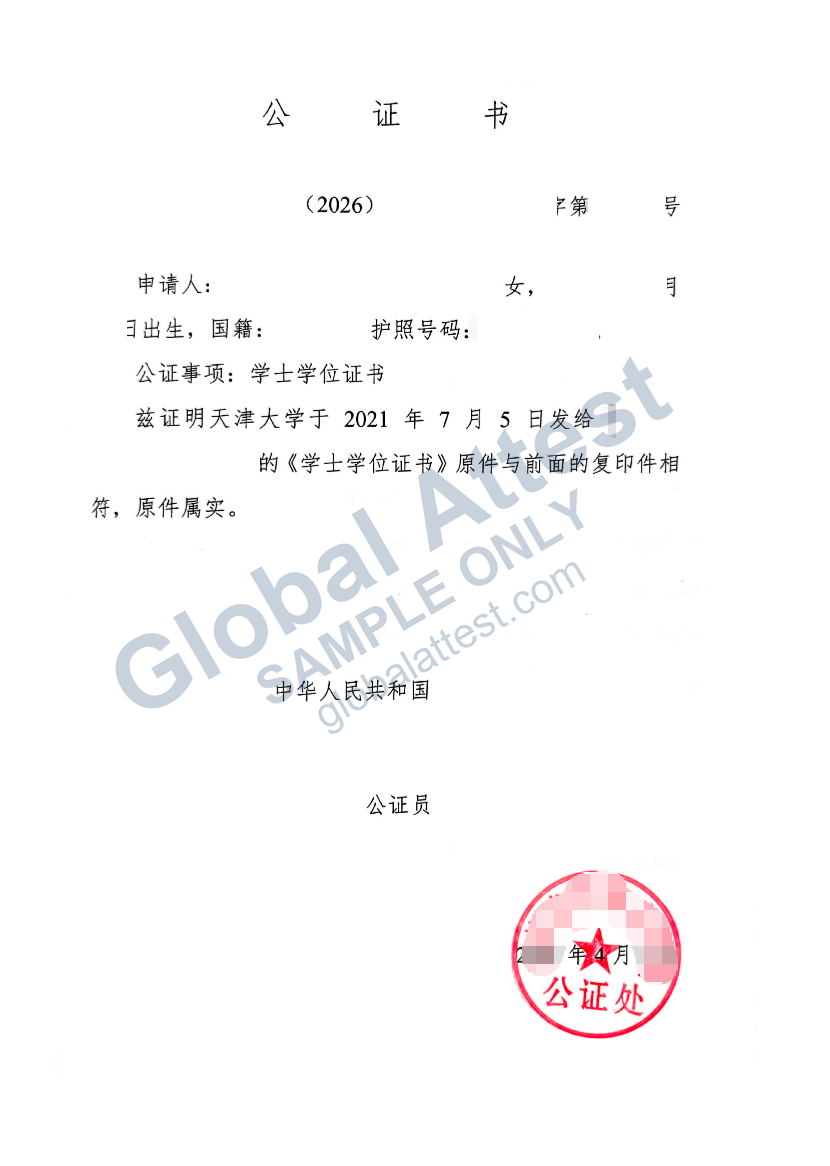 公 证 书
（2026） 字第 号
申请人： 女， 月
日出生，国籍： 护照号码：
公证事项：学士学位证书
兹证明天津大学于 2021 年 7 月 5 日发给
的《学士学位证书》原件与前面的复印件相
符，原件属实。
Global Attest
SAMPLE ONLY
globalattest.com
中华人民共和国
公证员
2 年 4 月
公证处